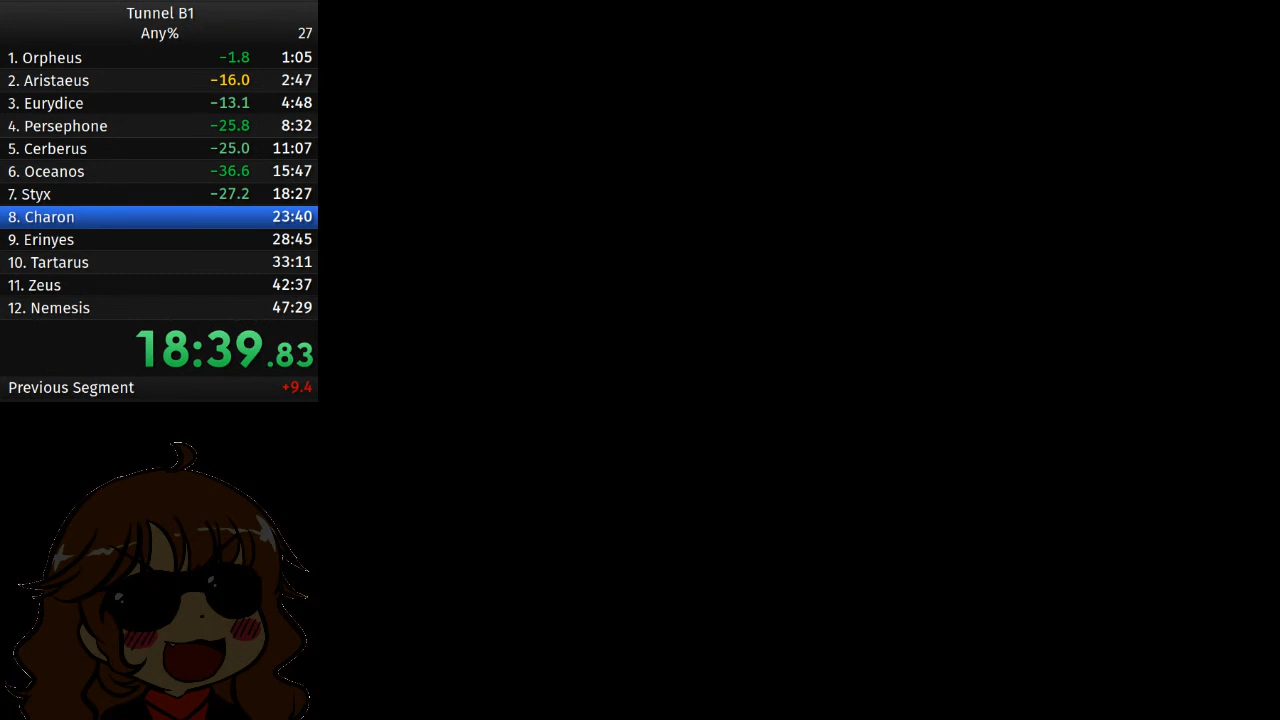 Tunnel B1
Any% 27
1. Orpheus -1.8 1:05
2. Aristaeus -16.0 2:47
3. Eurydice -13.1 4:48
4. Persephone -25.8 8:32
5. Cerberus -25.0 11:07
6. Oceanos -36.6 15:47
7. Styx -27.2 18:27
8. Charon 23:40
9. Erinyes 28:45
10. Tartarus 33:11
11. Zeus 42:37
12. Nemesis 47:29
18:39.83
Previous Segment +9.4